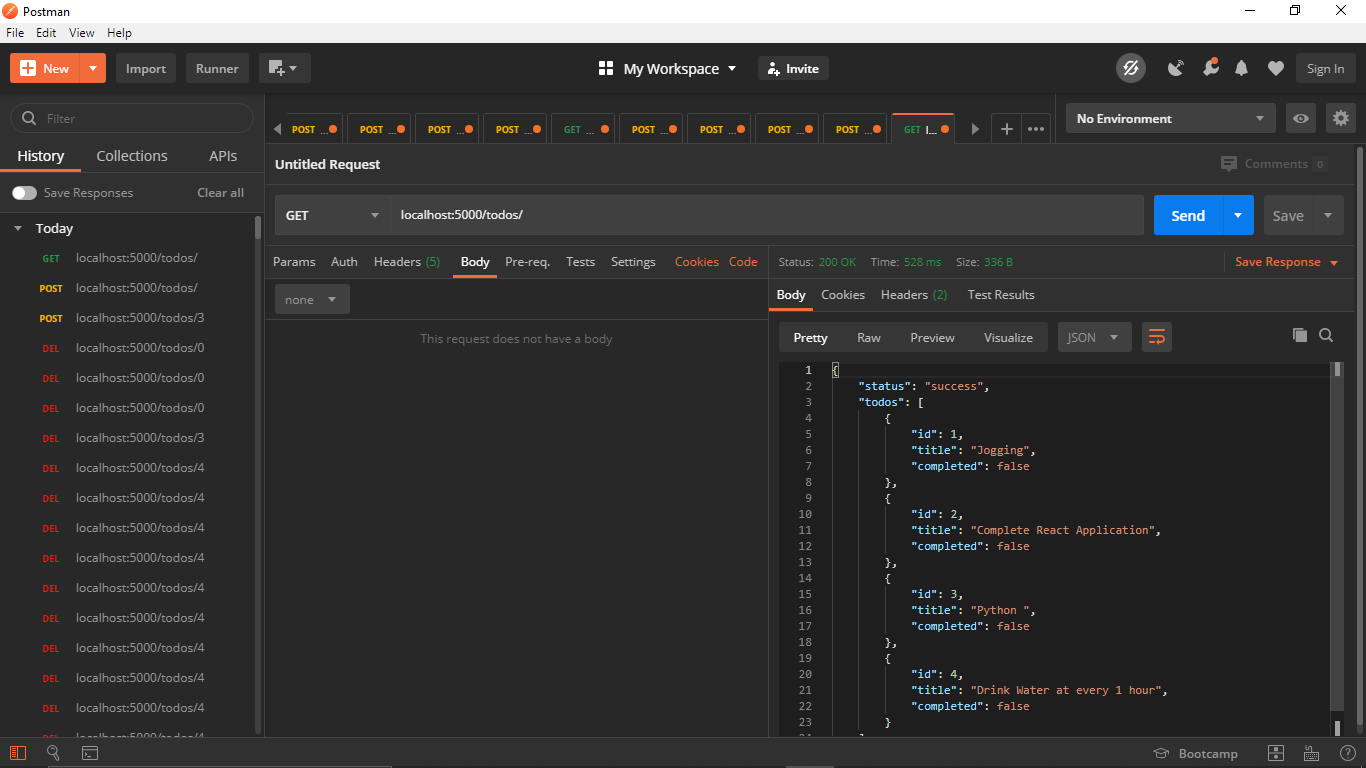 Postman
File Edit View Help
New Import Runner My Workspace Invite Sign In
Filter
History Collections APIs
Save Responses Clear all
Today
GET localhost:5000/todos/
POST localhost:5000/todos/
POST localhost:5000/todos/3
DEL localhost:5000/todos/0
DEL localhost:5000/todos/0
DEL localhost:5000/todos/0
DEL localhost:5000/todos/3
DEL localhost:5000/todos/4
DEL localhost:5000/todos/4
DEL localhost:5000/todos/4
DEL localhost:5000/todos/4
DEL localhost:5000/todos/4
DEL localhost:5000/todos/4
DEL localhost:5000/todos/4
DEL localhost:5000/todos/4
DEL localhost:5000/todos/4
POST ... POST ... POST ... POST ... GET ... POST ... POST ... POST ... POST ... GET l...
No Environment
Untitled Request Comments 0
GET localhost:5000/todos/ Send Save
Params Auth Headers (5) Body Pre-req. Tests Settings Cookies Code
none
This request does not have a body
Status: 200 OK Time: 528 ms Size: 336 B Save Response
Body Cookies Headers (2) Test Results
Pretty Raw Preview Visualize JSON
1 {
2 "status": "success",
3 "todos": [
4 {
5 "id": 1,
6 "title": "Jogging",
7 "completed": false
8 },
9 {
10 "id": 2,
11 "title": "Complete React Application",
12 "completed": false
13 },
14 {
15 "id": 3,
16 "title": "Python ",
17 "completed": false
18 },
19 {
20 "id": 4,
21 "title": "Drink Water at every 1 hour",
22 "completed": false
23 }
Bootcamp